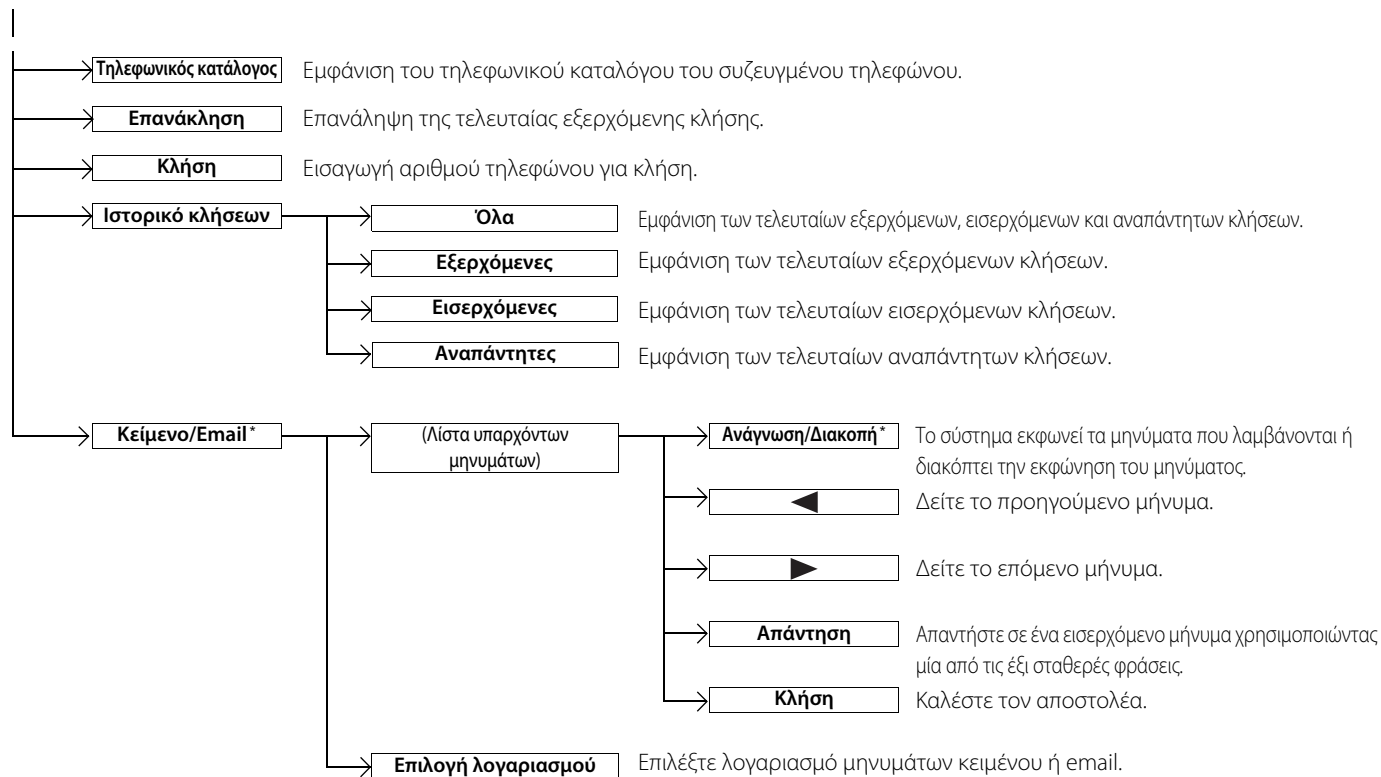 Τηλεφωνικός κατάλογος Εμφάνιση του τηλεφωνικού καταλόγου του συζευγμένου τηλεφώνου.
Επανάκληση Επανάληψη της τελευταίας εξερχόμενης κλήσης.
Κλήση Εισαγωγή αριθμού τηλεφώνου για κλήση.
Ιστορικό κλήσεων Όλα Εμφάνιση των τελευταίων εξερχόμενων, εισερχόμενων και αναπάντητων κλήσεων.
Εξερχόμενες Εμφάνιση των τελευταίων εξερχόμενων κλήσεων.
Εισερχόμενες Εμφάνιση των τελευταίων εισερχόμενων κλήσεων.
Αναπάντητες Εμφάνιση των τελευταίων αναπάντητων κλήσεων.
Κείμενο/Email* (Λίστα υπαρχόντων Ανάγνωση/Διακοπή* Το σύστημα εκφωνεί τα μηνύματα που λαμβάνονται ή
μηνυμάτων) διακόπτει την εκφώνηση του μηνύματος.
◄ Δείτε το προηγούμενο μήνυμα.
► Δείτε το επόμενο μήνυμα.
Απάντηση Απαντήστε σε ένα εισερχόμενο μήνυμα χρησιμοποιώντας
μία από τις έξι σταθερές φράσεις.
Κλήση Καλέστε τον αποστολέα.
Επιλογή λογαριασμού Επιλέξτε λογαριασμό μηνυμάτων κειμένου ή email.